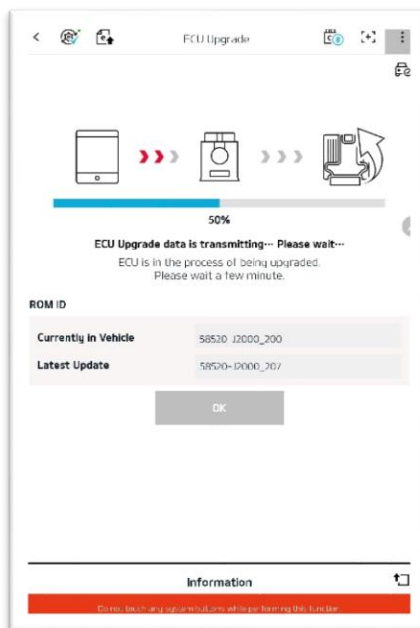 ECU Upgrade
50%
ECU Upgrade data is transmitting··· Please wait···
ECU is in the process of being upgraded.
Please wait a few minute.
ROM ID
Currently in Vehicle 58520-J2000_200
Latest Update 58520-J2000_207
OK
Information
Do not touch any system buttons while performing this function.